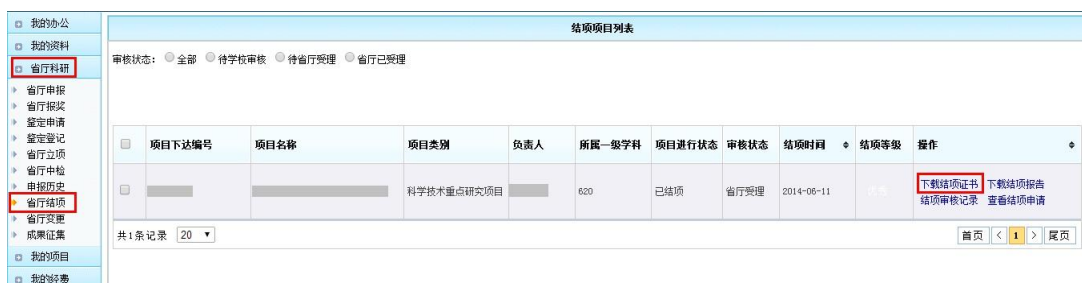 我的办公
我的资料
省厅科研
省厅申报
省厅报奖
鉴定申请
鉴定登记
省厅立项
省厅中检
申报历史
省厅结项
省厅变更
成果征集
我的项目
我的经费
结项项目列表
审核状态： 全部 待学校审核 待省厅受理 省厅已受理
项目下达编号 项目名称 项目类别 负责人 所属一级学科 项目进行状态 审核状态 结项时间 结项等级 操作
科学技术重点研究项目 620 已结项 省厅受理 2014-06-11 下载结项证书 下载结项报告
结项审核记录 查看结项申请
共1条记录 20 首页 < 1 > 尾页